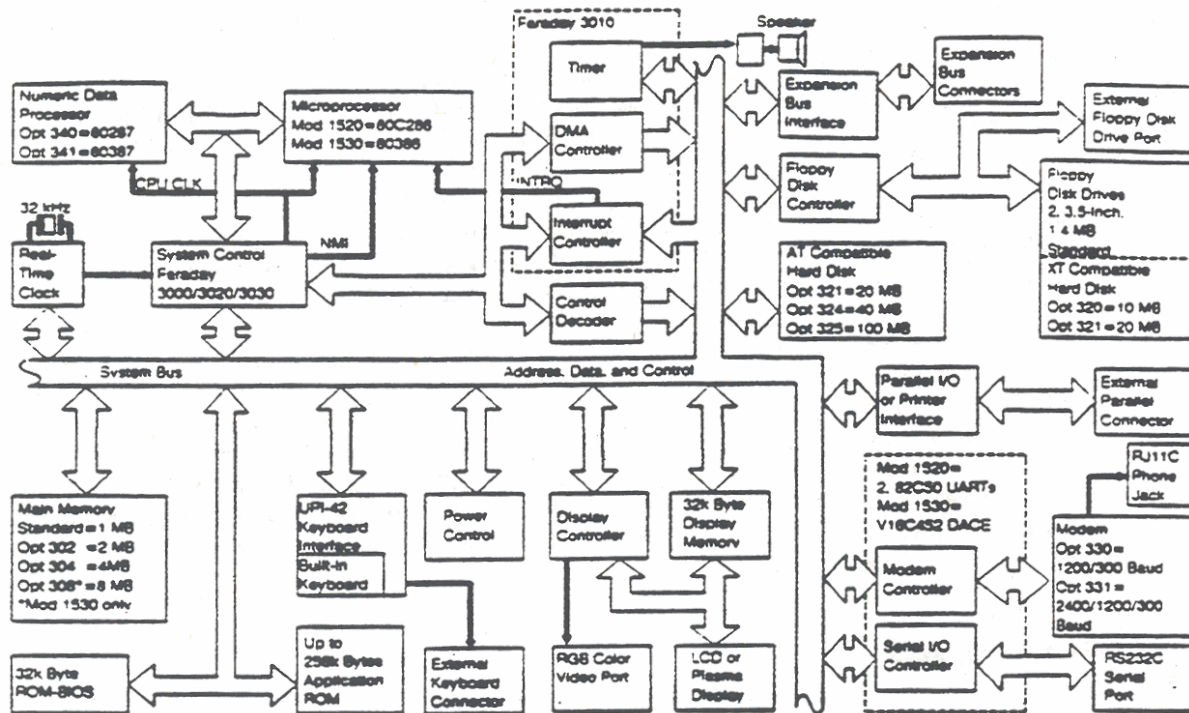 Faraday 3010
Speaker
Timer
Numeric Data
Processor
Opt 340=80287
Opt 341=80387
Microprocessor
Mod 1520=80C286
Mod 1530=80386
DMA
Controller
Expansion
Bus
Interface
Expansion
Bus
Connectors
External
Floppy Disk
Drive Port
CPU CLK
INTRQ
Floppy
Disk
Controller
Floppy
Disk Drives
2, 3.5-Inch,
1.4 MB
Standard
XT Compatible
Hard Disk
Opt 320=10 MB
Opt 321=20 MB
32 kHz
Real-
Time
Clock
System Control
Faraday
3000/3020/3030
NMI
Interrupt
Controller
Control
Decoder
AT Compatible
Hard Disk
Opt 321=20 MB
Opt 324=40 MB
Opt 325=100 MB
System Bus
Address, Data, and Control
Parallel I/O
or Printer
Interface
External
Parallel
Connector
Main Memory
Standard=1 MB
Opt 302 =2 MB
Opt 304 =4MB
Opt 308*=8 MB
*Mod 1530 only
UPI-42
Keyboard
Interface
Built-In
Keyboard
Power
Control
Display
Controller
32k Byte
Display
Memory
Mod 1520=
2, 82C50 UARTs
Mod 1530=
V16C452 DACE
RJ11C
Phone
Jack
Modem
Controller
Modem
Opt 330=
1200/300 Baud
Opt 331=
2400/1200/300
Baud
32k Byte
ROM-BIOS
Up to
256k Bytes
Application
ROM
External
Keyboard
Connector
RGB Color
Video Port
LCD or
Plasma
Display
Serial I/O
Controller
RS232C
Serial
Port